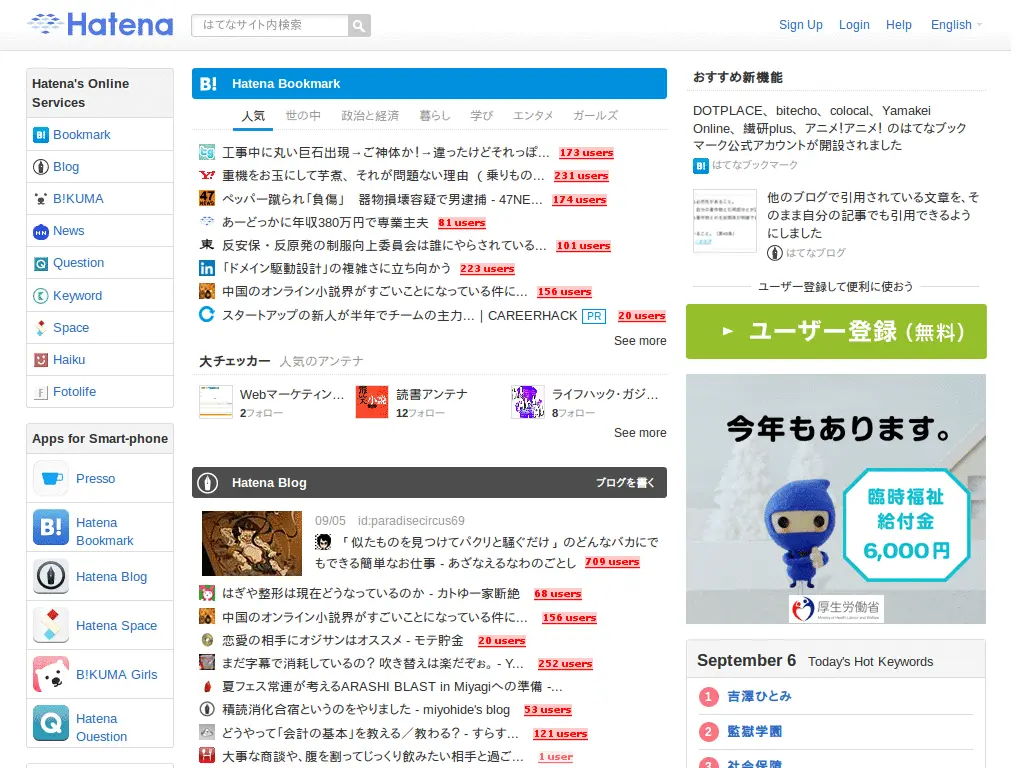 Hatena
はてなサイト内検索
Sign Up Login Help English
Hatena's Online
Services
Bookmark
Blog
B!KUMA
News
Question
Keyword
Space
Haiku
Fotolife
Apps for Smart-phone
Presso
Hatena
Bookmark
Hatena Blog
Hatena Space
B!KUMA Girls
Hatena
Question
B! Hatena Bookmark
人気 世の中 政治と経済 暮らし 学び エンタメ ガールズ
工事中に丸い巨石出現→ご神体か！→違ったけどそれっぽ... 173 users
重機をお玉にして芋煮、それが問題ない理由（乗りもの... 231 users
ペッパー蹴られ「負傷」 器物損壊容疑で男逮捕 - 47NE... 174 users
あーどっかに年収380万円で専業主夫 81 users
反安保・反原発の制服向上委員会は誰にやらされている... 101 users
「ドメイン駆動設計」の複雑さに立ち向かう 223 users
中国のオンライン小説界がすごいことになっている件に... 156 users
スタートアップの新人が半年でチームの主力...｜CAREERHACK PR 20 users
See more
大チェッカー 人気のアンテナ
Webマーケティン...
2フォロー
読書アンテナ
12フォロー
ライフハック・ガジ...
8フォロー
See more
Hatena Blog ブログを書く
09/05 id:paradisecircus69
「似たものを見つけてパクリと騒ぐだけ」のどんなバカにで
もできる簡単なお仕事 - あざなえるなわのごとし 709 users
はぎや整形は現在どうなっているのか - カトゆー家断絶 68 users
中国のオンライン小説界がすごいことになっている件に... 156 users
恋愛の相手にオジサンはオススメ - モテ貯金 20 users
まだ字幕で消耗しているの？ 吹き替えは楽だぞぉ。 - Y... 252 users
夏フェス常連が考えるARASHI BLAST in Miyagiへの準備 -...
積読消化合宿というのをやりました - miyohide's blog 53 users
どうやって「会計の基本」を教える／教わる？ - すらす... 121 users
大事な商談や、腹を割ってじっくり飲みたい相手と過ご... 1 user
おすすめ新機能
DOTPLACE、bitecho、colocal、Yamakei
Online、繊研plus、アニメ！アニメ！ のはてなブック
マーク公式アカウントが開設されました
はてなブックマーク
他のブログで引用されている文章を、そ
のまま自分の記事でも引用できるよう
にしました
はてなブログ
ユーザー登録して便利に使おう
ユーザー登録（無料）
今年もあります。
臨時福祉
給付金
6,000円
厚生労働省
Ministry of Health, Labour and Welfare
September 6 Today's Hot Keywords
1 吉澤ひとみ
2 監獄学園
3 社会保障